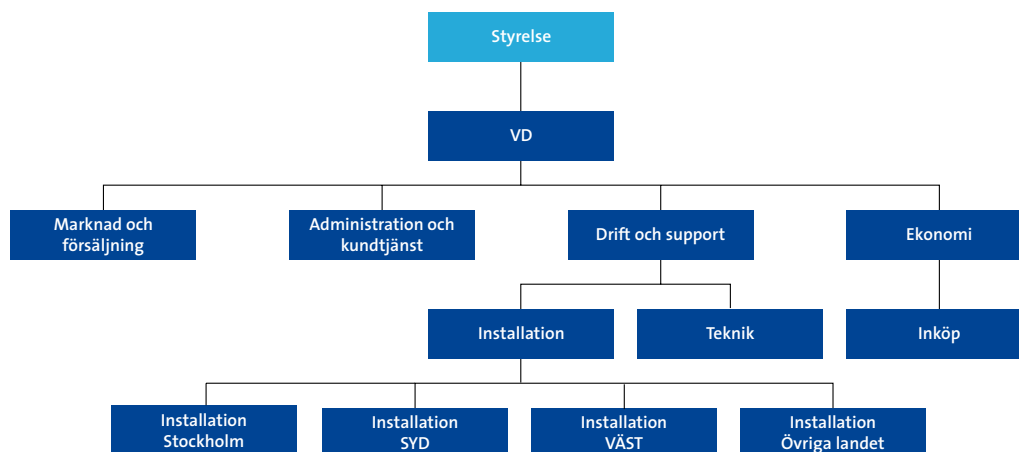 Styrelse
VD
Marknad och
försäljning
Administration och
kundtjänst
Drift och support
Ekonomi
Installation
Teknik
Inköp
Installation
Stockholm
Installation
SYD
Installation
VÄST
Installation
Övriga landet